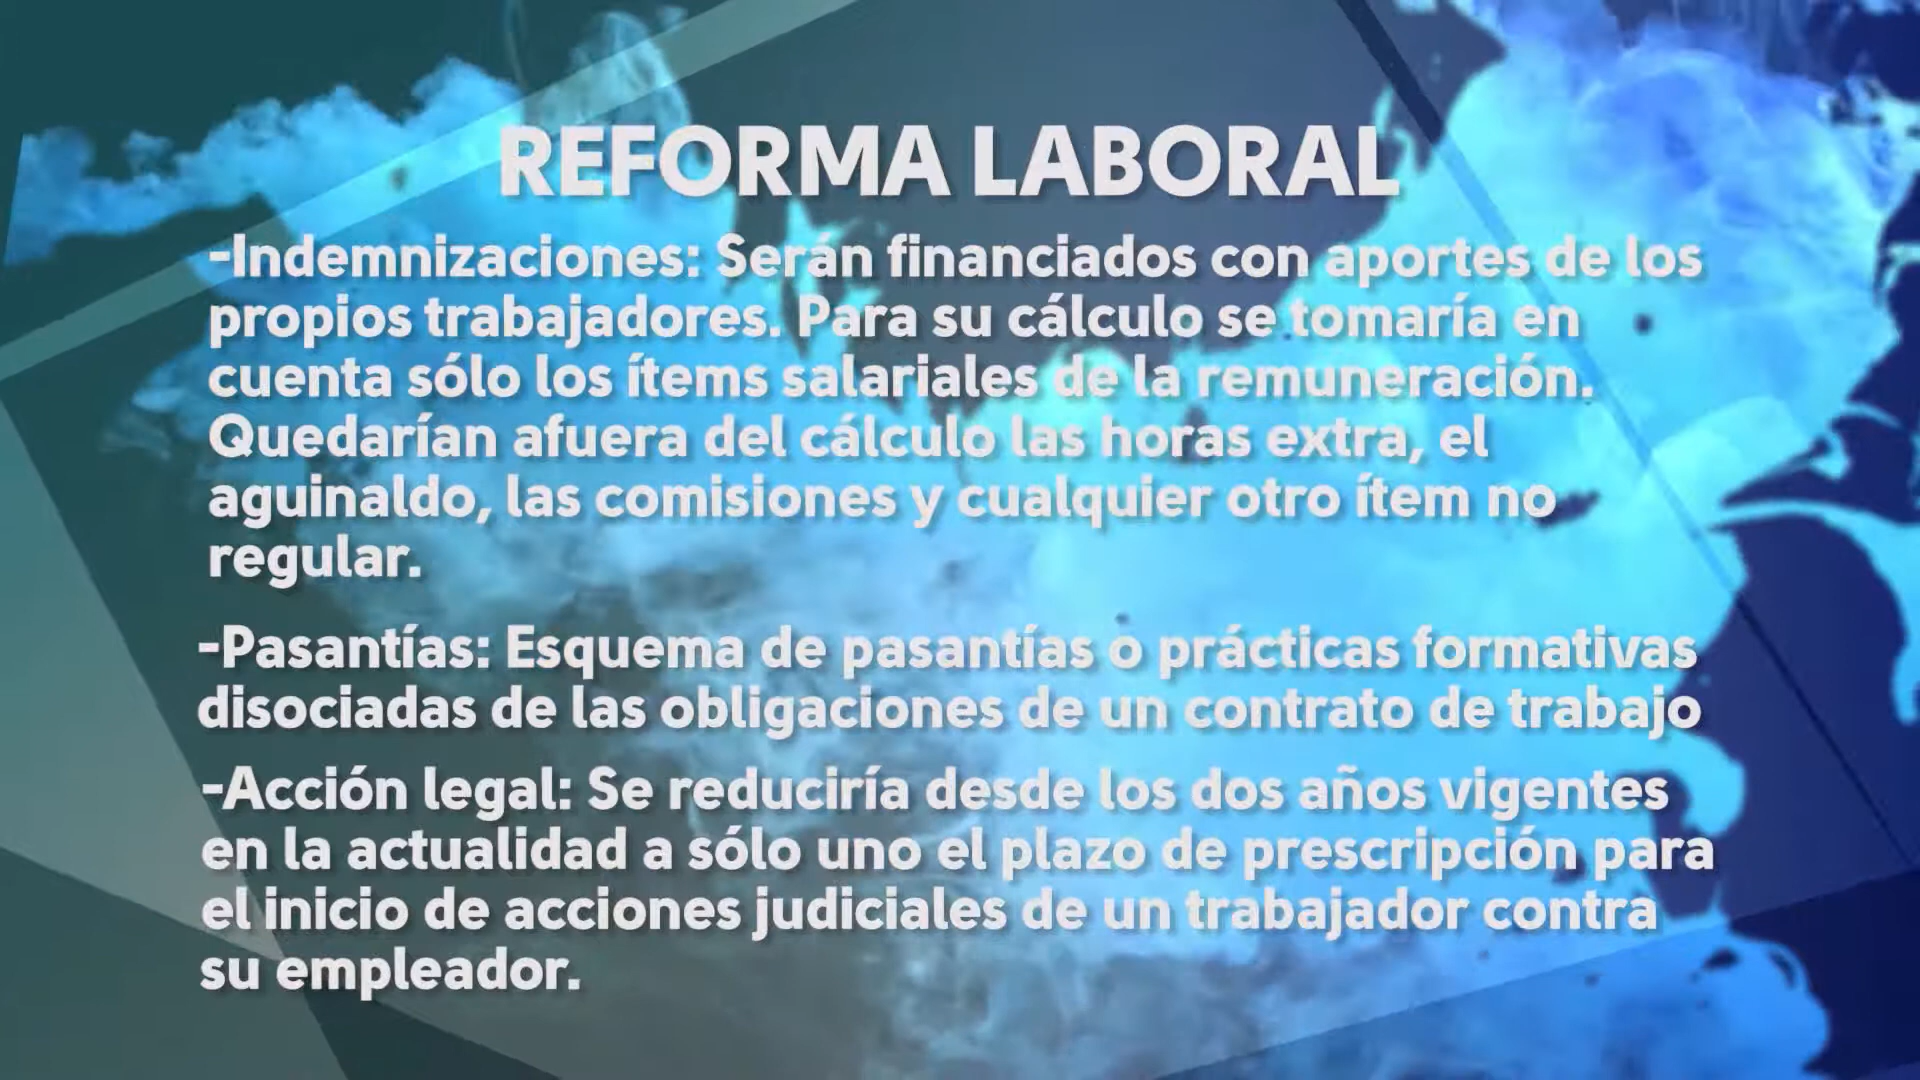 REFORMA LABORAL
-Indemnizaciones: Serán financiados con aportes de los
propios trabajadores. Para su cálculo se tomaría en
cuenta sólo los ítems salariales de la remuneración.
Quedarían afuera del cálculo las horas extra, el
aguinaldo, las comisiones y cualquier otro ítem no
regular.
-Pasantías: Esquema de pasantías o prácticas formativas
disociadas de las obligaciones de un contrato de trabajo
-Acción legal: Se reduciría desde los dos años vigentes
en la actualidad a sólo uno el plazo de prescripción para
el inicio de acciones judiciales de un trabajador contra
su empleador.